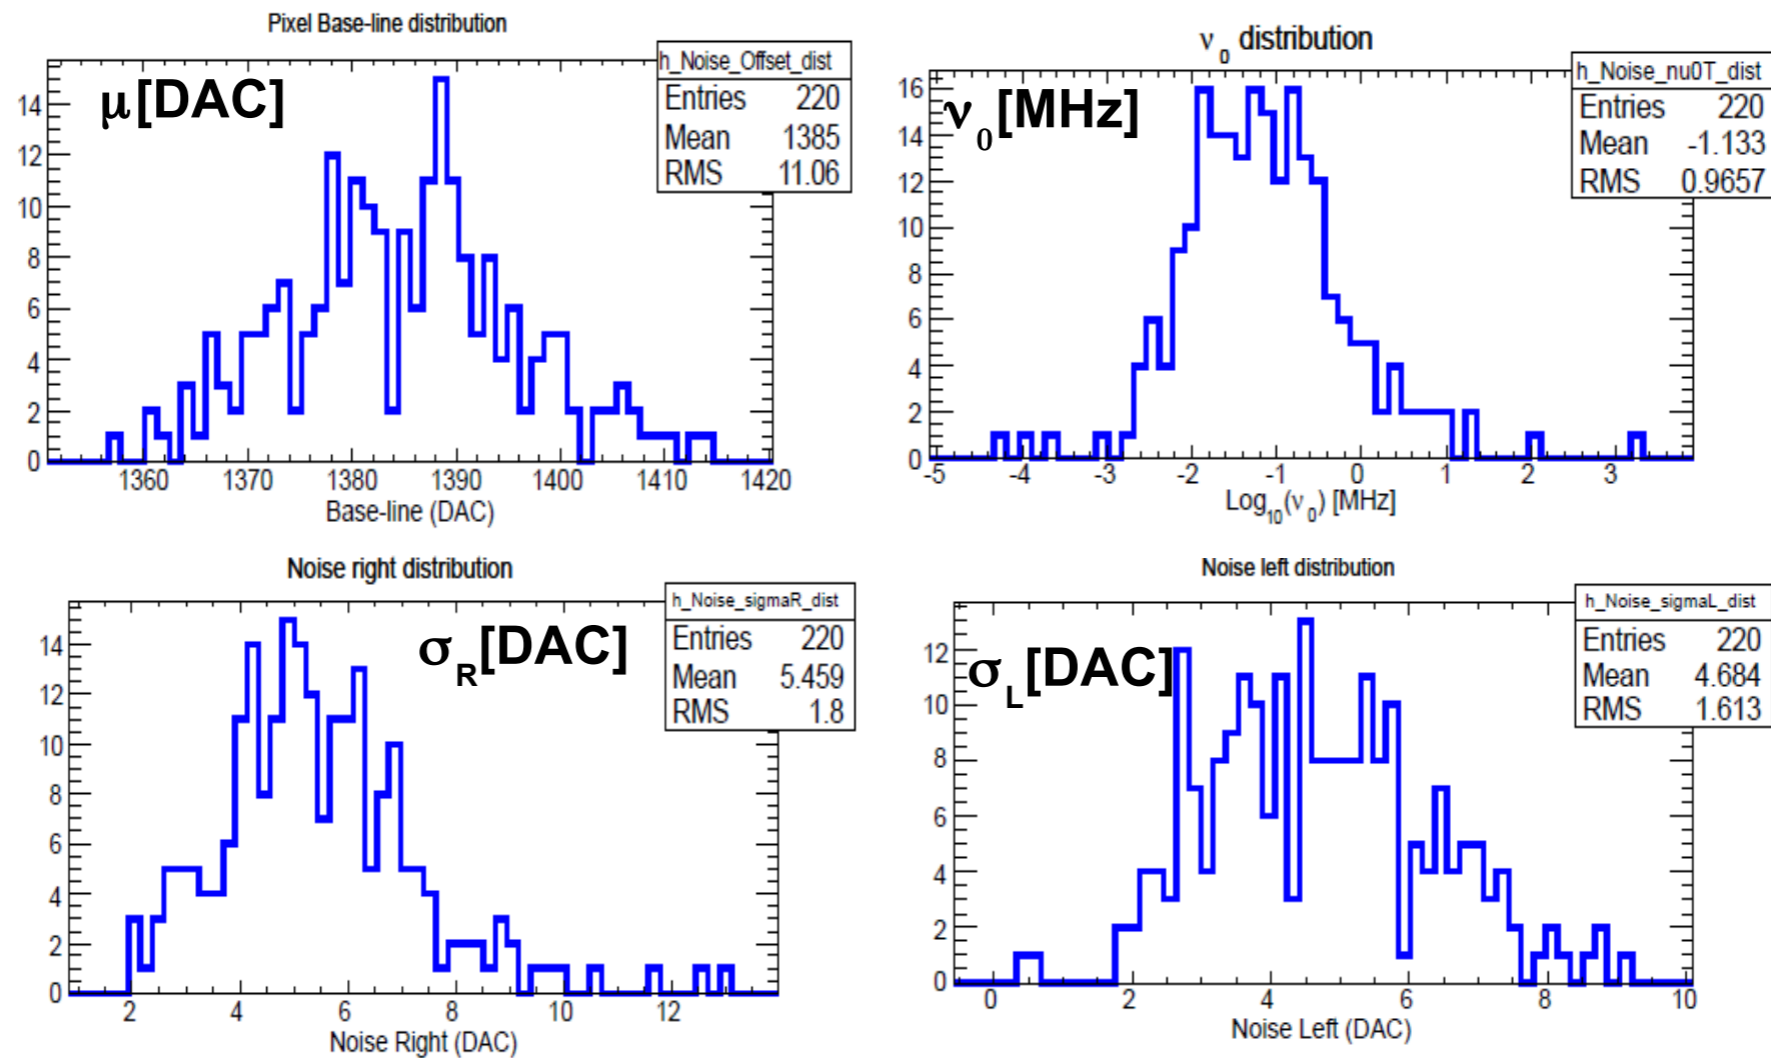 Pixel Base-line distribution
h_Noise_Offset_dist
Entries 220
Mean 1385
RMS 11.06
μ[DAC]
14
12
10
8
6
4
2
0
1360 1370 1380 1390 1400 1410 1420
Base-line (DAC)
ν0 distribution
h_Noise_nu0T_dist
Entries 220
Mean -1.133
RMS 0.9657
ν0[MHz]
16
14
12
10
8
6
4
2
0
-5 -4 -3 -2 -1 0 1 2 3
Log10(ν0) [MHz]
Noise right distribution
h_Noise_sigmaR_dist
Entries 220
Mean 5.459
RMS 1.8
σR[DAC]
14
12
10
8
6
4
2
0
2 4 6 8 10 12
Noise Right (DAC)
Noise left distribution
h_Noise_sigmaL_dist
Entries 220
Mean 4.684
RMS 1.613
σL[DAC]
12
10
8
6
4
2
0
0 2 4 6 8 10
Noise Left (DAC)